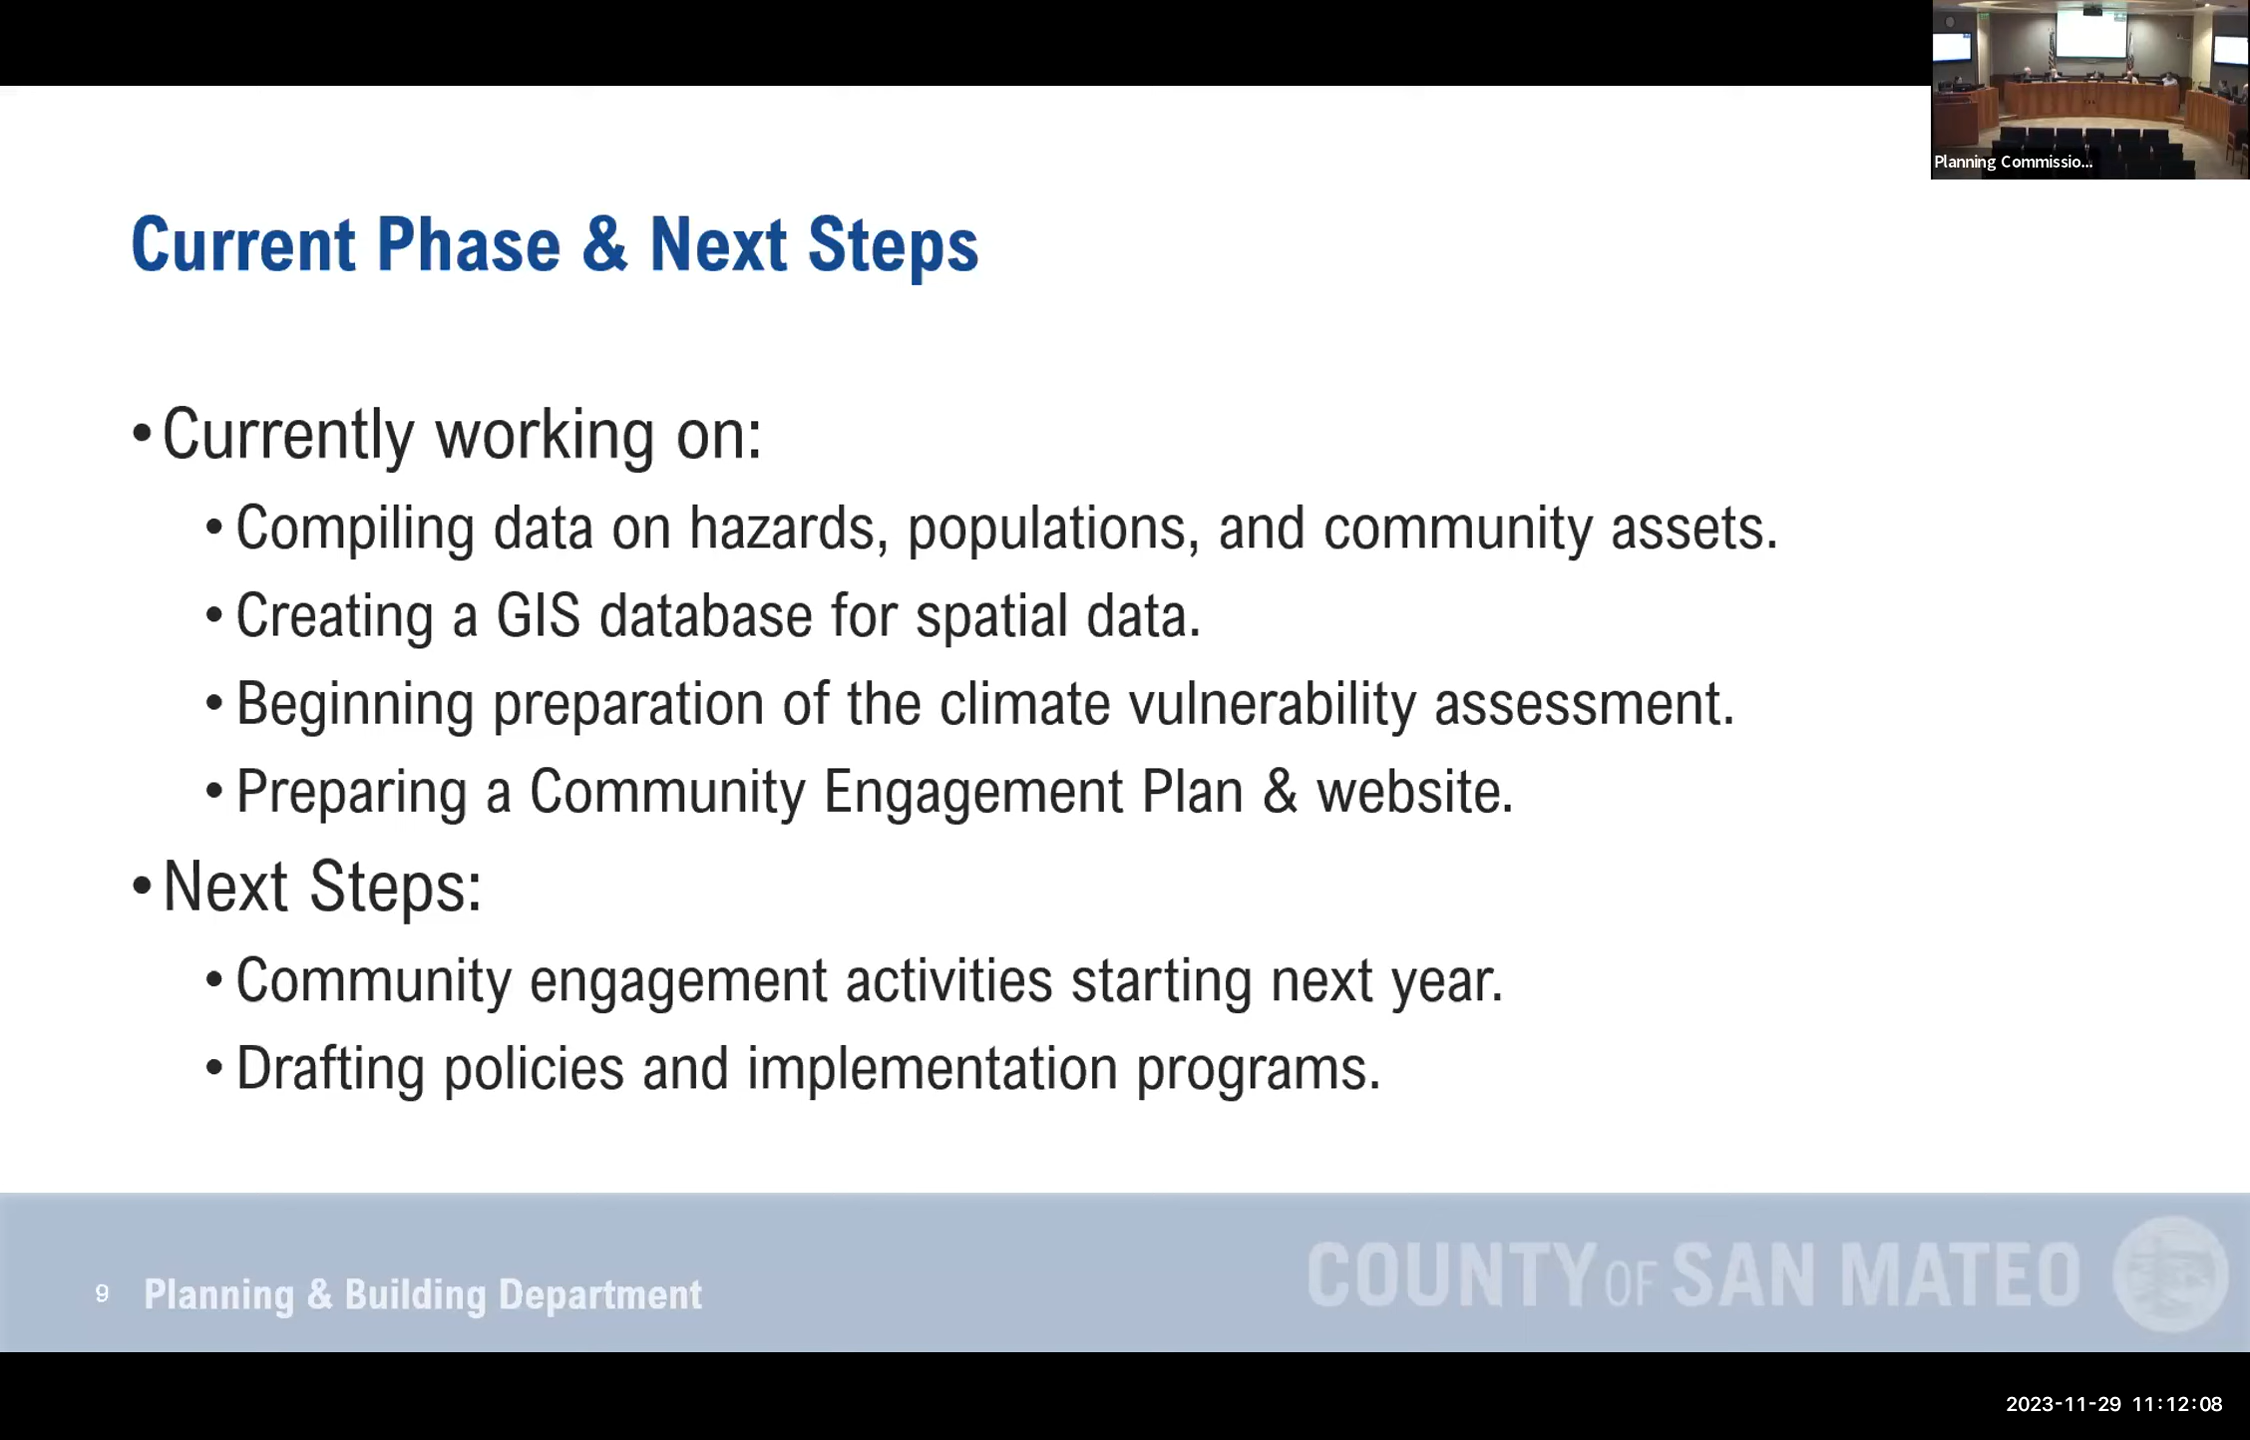 Planning Commissio...
Current Phase & Next Steps
• Currently working on:
• Compiling data on hazards, populations, and community assets.
• Creating a GIS database for spatial data.
• Beginning preparation of the climate vulnerability assessment.
• Preparing a Community Engagement Plan & website.
• Next Steps:
• Community engagement activities starting next year.
• Drafting policies and implementation programs.
9 Planning & Building Department
COUNTY OF SAN MATEO
2023-11-29 11:12:08